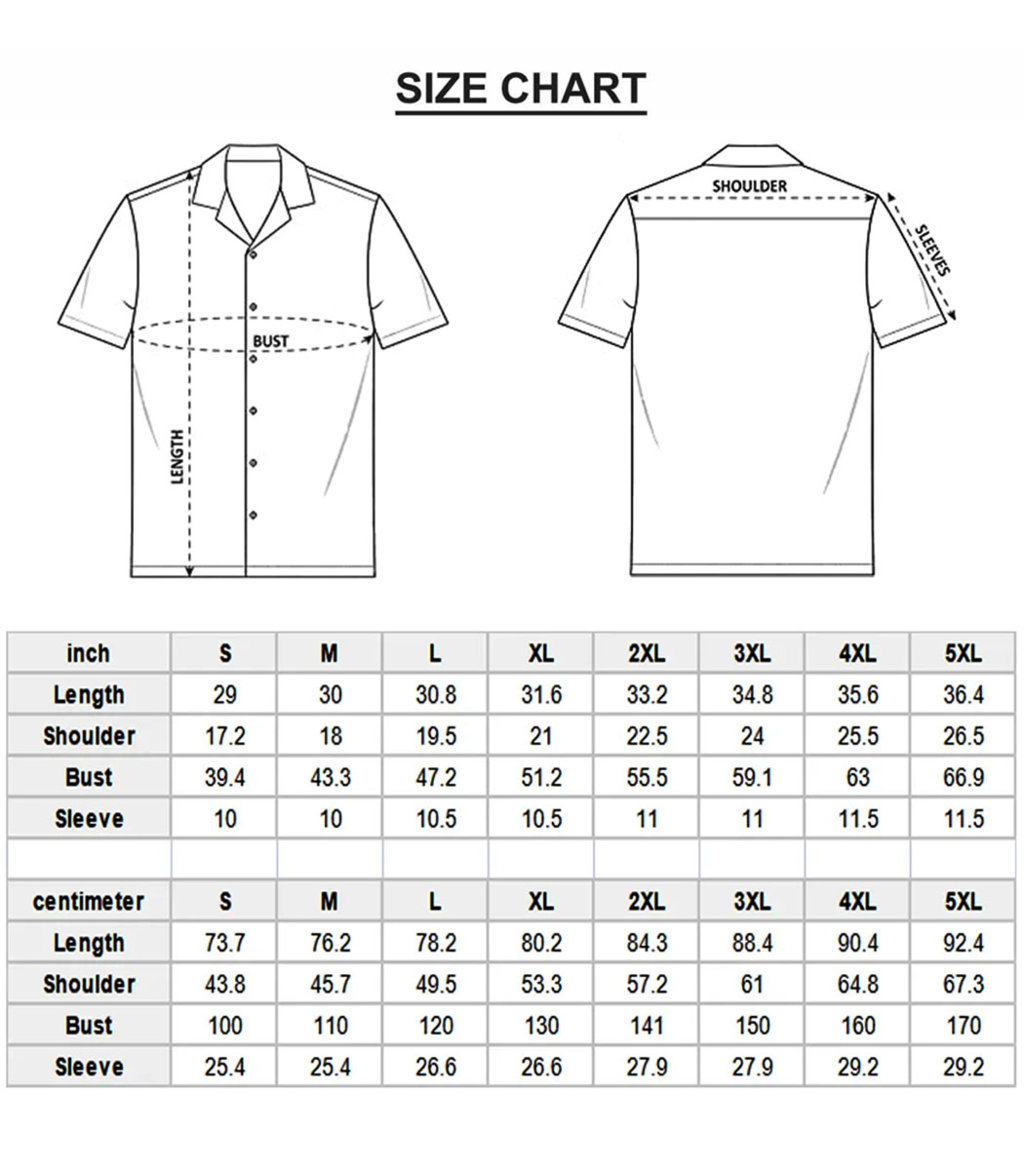 SIZE CHART
SHOULDER
SLEEVES
BUST
LENGTH
inch S M L XL 2XL 3XL 4XL 5XL
Length 29 30 30.8 31.6 33.2 34.8 35.6 36.4
Shoulder 17.2 18 19.5 21 22.5 24 25.5 26.5
Bust 39.4 43.3 47.2 51.2 55.5 59.1 63 66.9
Sleeve 10 10 10.5 10.5 11 11 11.5 11.5
centimeter S M L XL 2XL 3XL 4XL 5XL
Length 73.7 76.2 78.2 80.2 84.3 88.4 90.4 92.4
Shoulder 43.8 45.7 49.5 53.3 57.2 61 64.8 67.3
Bust 100 110 120 130 141 150 160 170
Sleeve 25.4 25.4 26.6 26.6 27.9 27.9 29.2 29.2